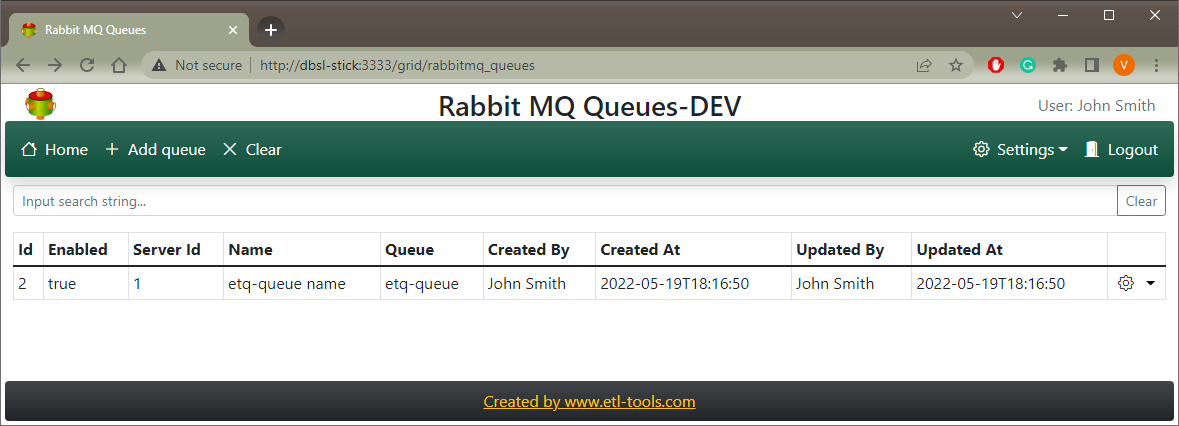 Rabbit MQ Queues
Not secure | http://dbsl-stick:3333/grid/rabbitmq_queues
V
Rabbit MQ Queues-DEV
User: John Smith
Home Add queue Clear Settings Logout
Input search string... Clear
Id Enabled Server Id Name Queue Created By Created At Updated By Updated At
2 true 1 etq-queue name etq-queue John Smith 2022-05-19T18:16:50 John Smith 2022-05-19T18:16:50
Created by www.etl-tools.com